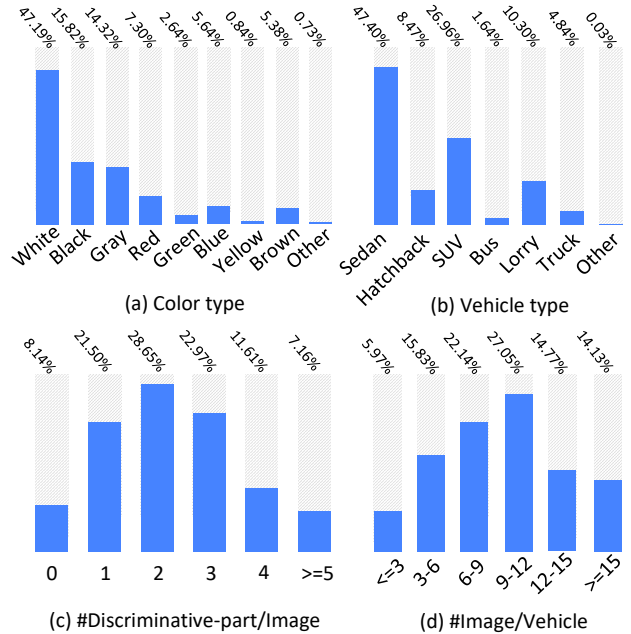 47.19% 15.82% 14.32% 7.30% 2.64% 5.64% 0.84% 5.38% 0.73%
White Black Gray Red Green Blue Yellow Brown Other
(a) Color type
47.40% 8.47% 26.96% 1.64% 10.30% 4.84% 0.03%
Sedan Hatchback SUV Bus Lorry Truck Other
(b) Vehicle type
8.14% 21.50% 28.65% 22.97% 11.61% 7.16%
0 1 2 3 4 >=5
(c) #Discriminative-part/Image
5.97% 15.83% 22.14% 27.05% 14.77% 14.13%
<=3 3-6 6-9 9-12 12-15 >=15
(d) #Image/Vehicle